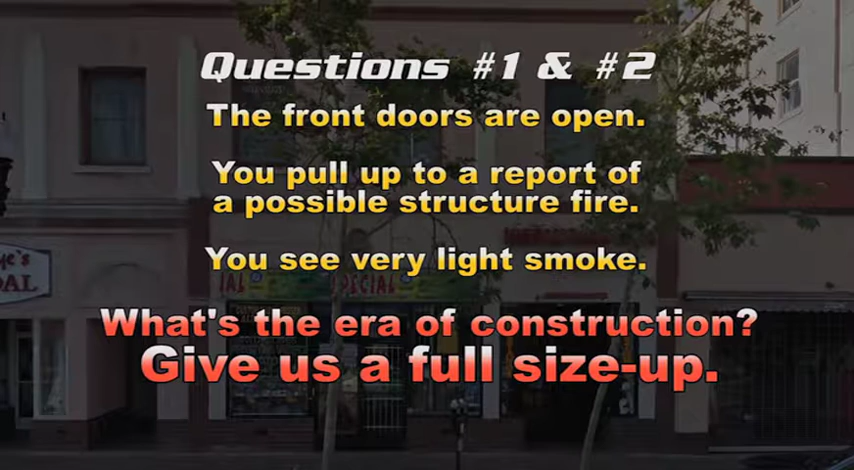 Questions #1 & #2
The front doors are open.
You pull up to a report of
a possible structure fire.
You see very light smoke.
What's the era of construction?
Give us a full size-up.
SPECIAL